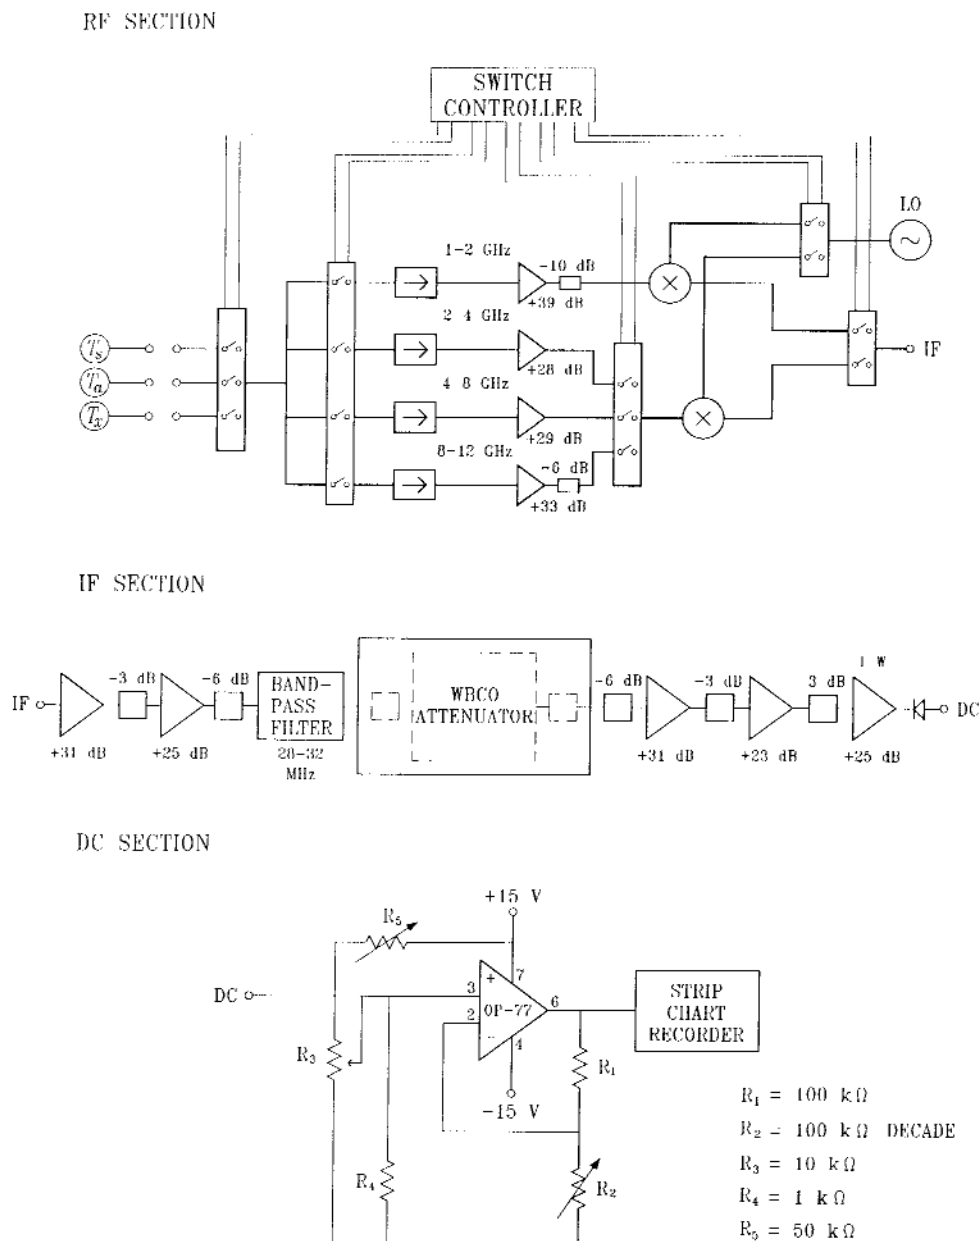 RF SECTION
SWITCH
CONTROLLER
LO
1-2 GHz
-10 dB
+39 dB
2 4 GHz
T_s
+28 dB
IF
T_a
4 8 GHz
T_x
+29 dB
8-12 GHz
-6 dB
+33 dB
IF SECTION
1 W
-3 dB
-6 dB
BAND-
PASS
FILTER
WBCO
ATTENUATOR
-6 dB
-3 dB
3 dB
IF
DC
+31 dB
+25 dB
28-32
MHz
+31 dB
+23 dB
+25 dB
DC SECTION
+15 V
R₅
7
DC
3
+
OP-77
6
STRIP
CHART
RECORDER
2
-
4
R₃
R₁
-15 V
R₁ = 100 kΩ
R₂ = 100 kΩ DECADE
R₃ = 10 kΩ
R₄
R₂
R₄ = 1 kΩ
R₅ = 50 kΩ